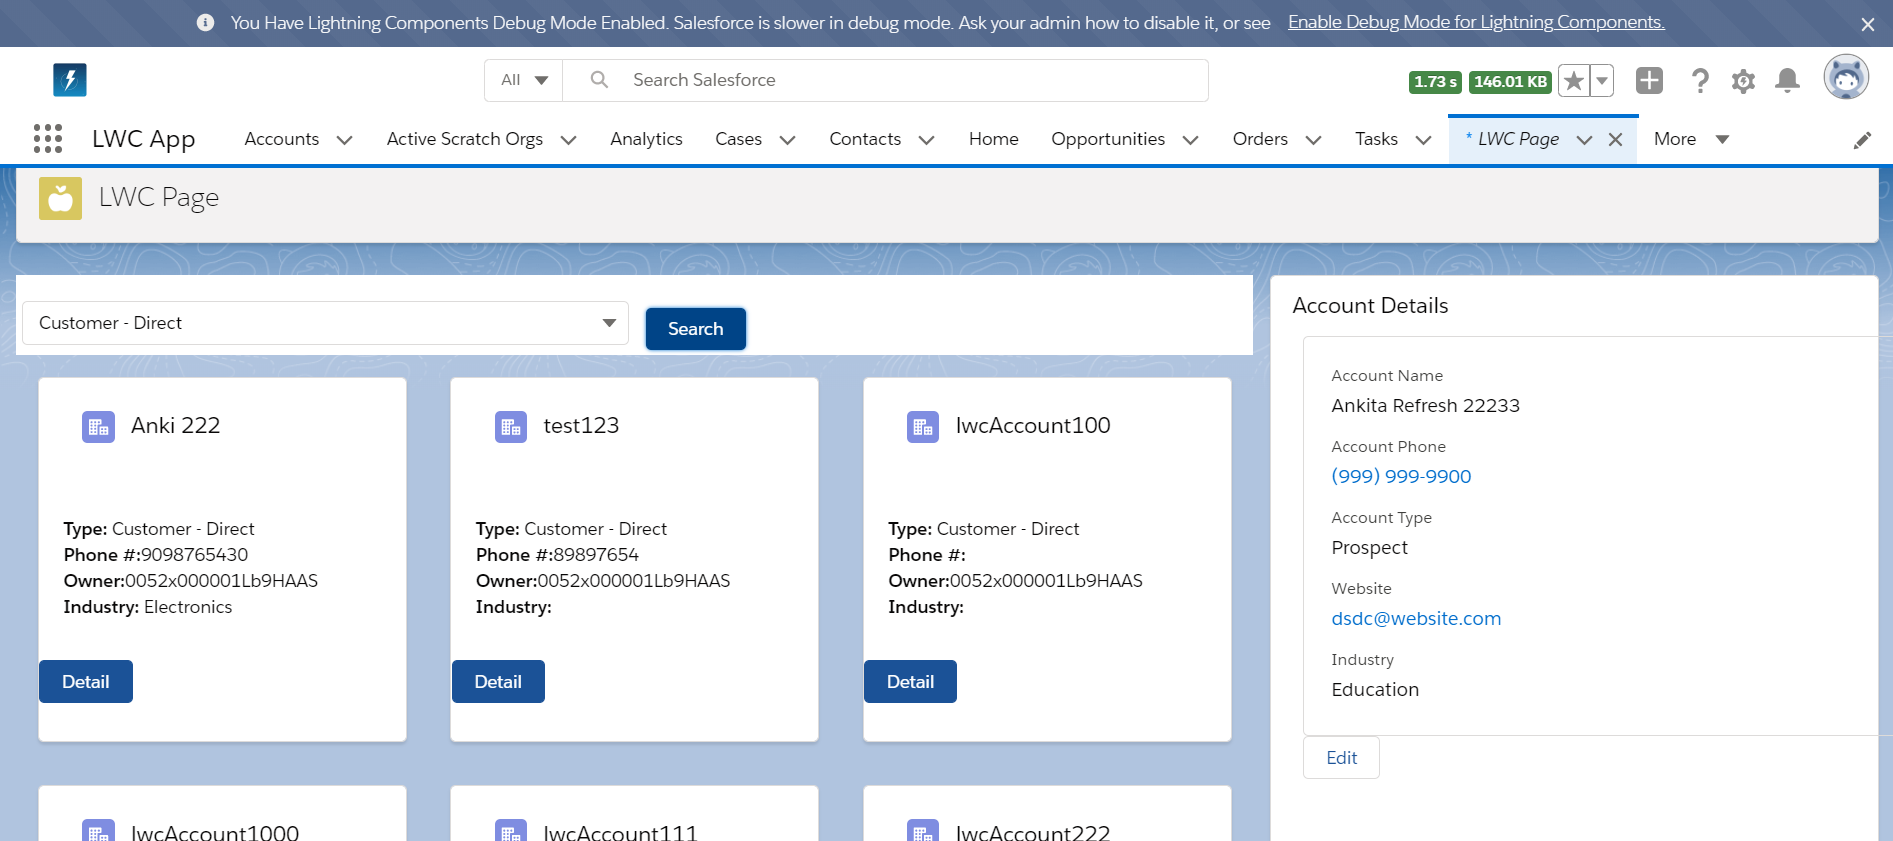 You Have Lightning Components Debug Mode Enabled. Salesforce is slower in debug mode. Ask your admin how to disable it, or see Enable Debug Mode for Lightning Components.
All Search Salesforce 1.73 s 146.01 KB
LWC App Accounts Active Scratch Orgs Analytics Cases Contacts Home Opportunities Orders Tasks * LWC Page More
LWC Page
Customer - Direct Search
Anki 222
Type: Customer - Direct
Phone #:9098765430
Owner:0052x000001Lb9HAAS
Industry: Electronics
Detail
test123
Type: Customer - Direct
Phone #:89897654
Owner:0052x000001Lb9HAAS
Industry:
Detail
lwcAccount100
Type: Customer - Direct
Phone #:
Owner:0052x000001Lb9HAAS
Industry:
Detail
lwcAccount1000
lwcAccount111
lwcAccount222
Account Details
Account Name
Ankita Refresh 22233
Account Phone
(999) 999-9900
Account Type
Prospect
Website
dsdc@website.com
Industry
Education
Edit